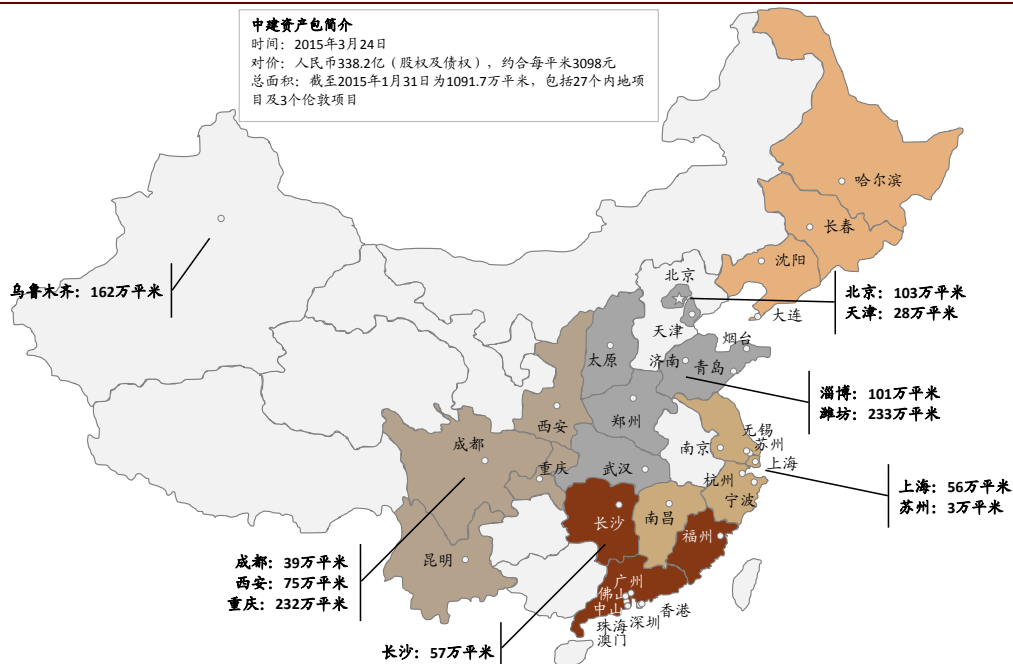 中建资产包简介
时间：2015年3月24日
对价：人民币338.2亿（股权及债权），约合每平米3098元
总面积：截至2015年1月31日为1091.7万平米，包括27个内地项
目及3个伦敦项目
哈尔滨
长春
沈阳
北京
大连
天津
烟台
太原
济南
青岛
郑州
西安
无锡
南京
苏州
成都
重庆
武汉
上海
杭州
宁波
长沙
南昌
福州
昆明
广州
佛山
中山
香港
深圳
珠海
澳门
乌鲁木齐：162万平米
北京：103万平米
天津：28万平米
淄博：101万平米
潍坊：233万平米
上海：56万平米
苏州：3万平米
成都：39万平米
西安：75万平米
重庆：232万平米
长沙：57万平米